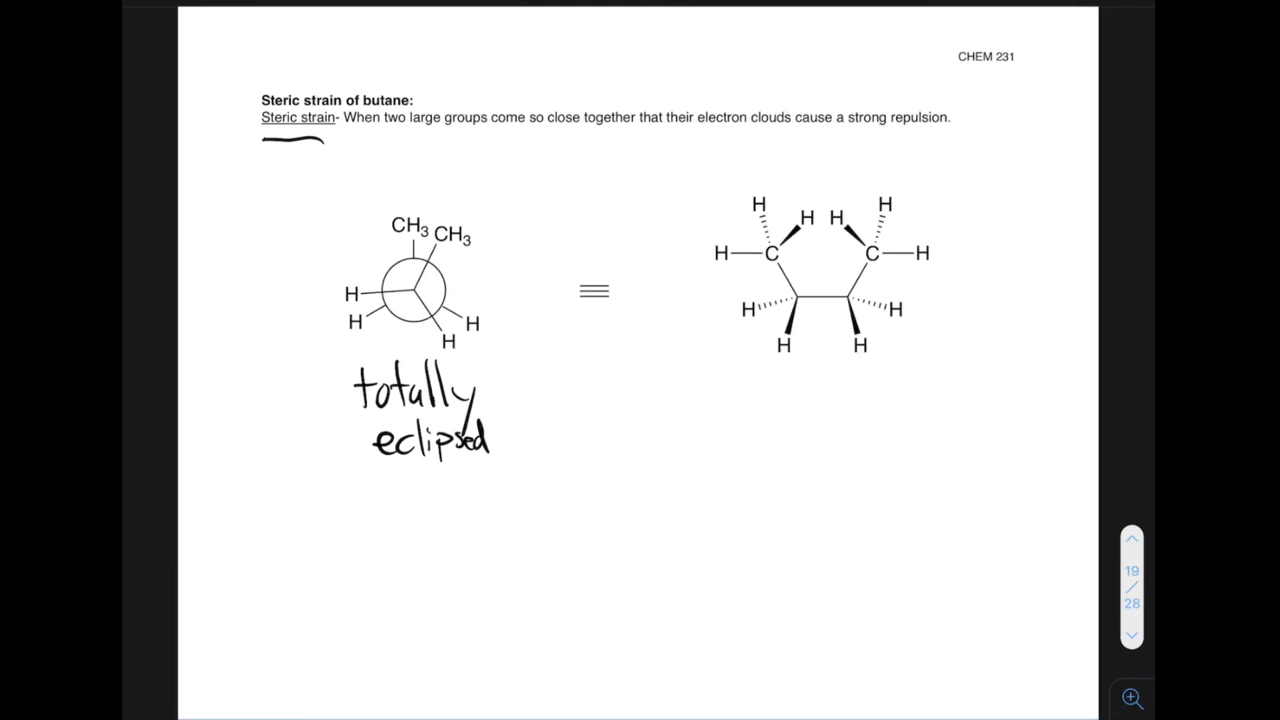 CHEM 231
Steric strain of butane:
Steric strain- When two large groups come so close together that their electron clouds cause a strong repulsion.
H H
H H
CH3 CH3
H C C H
H
H
H H
H
H
H H
totally
eclipsed
19
/
28